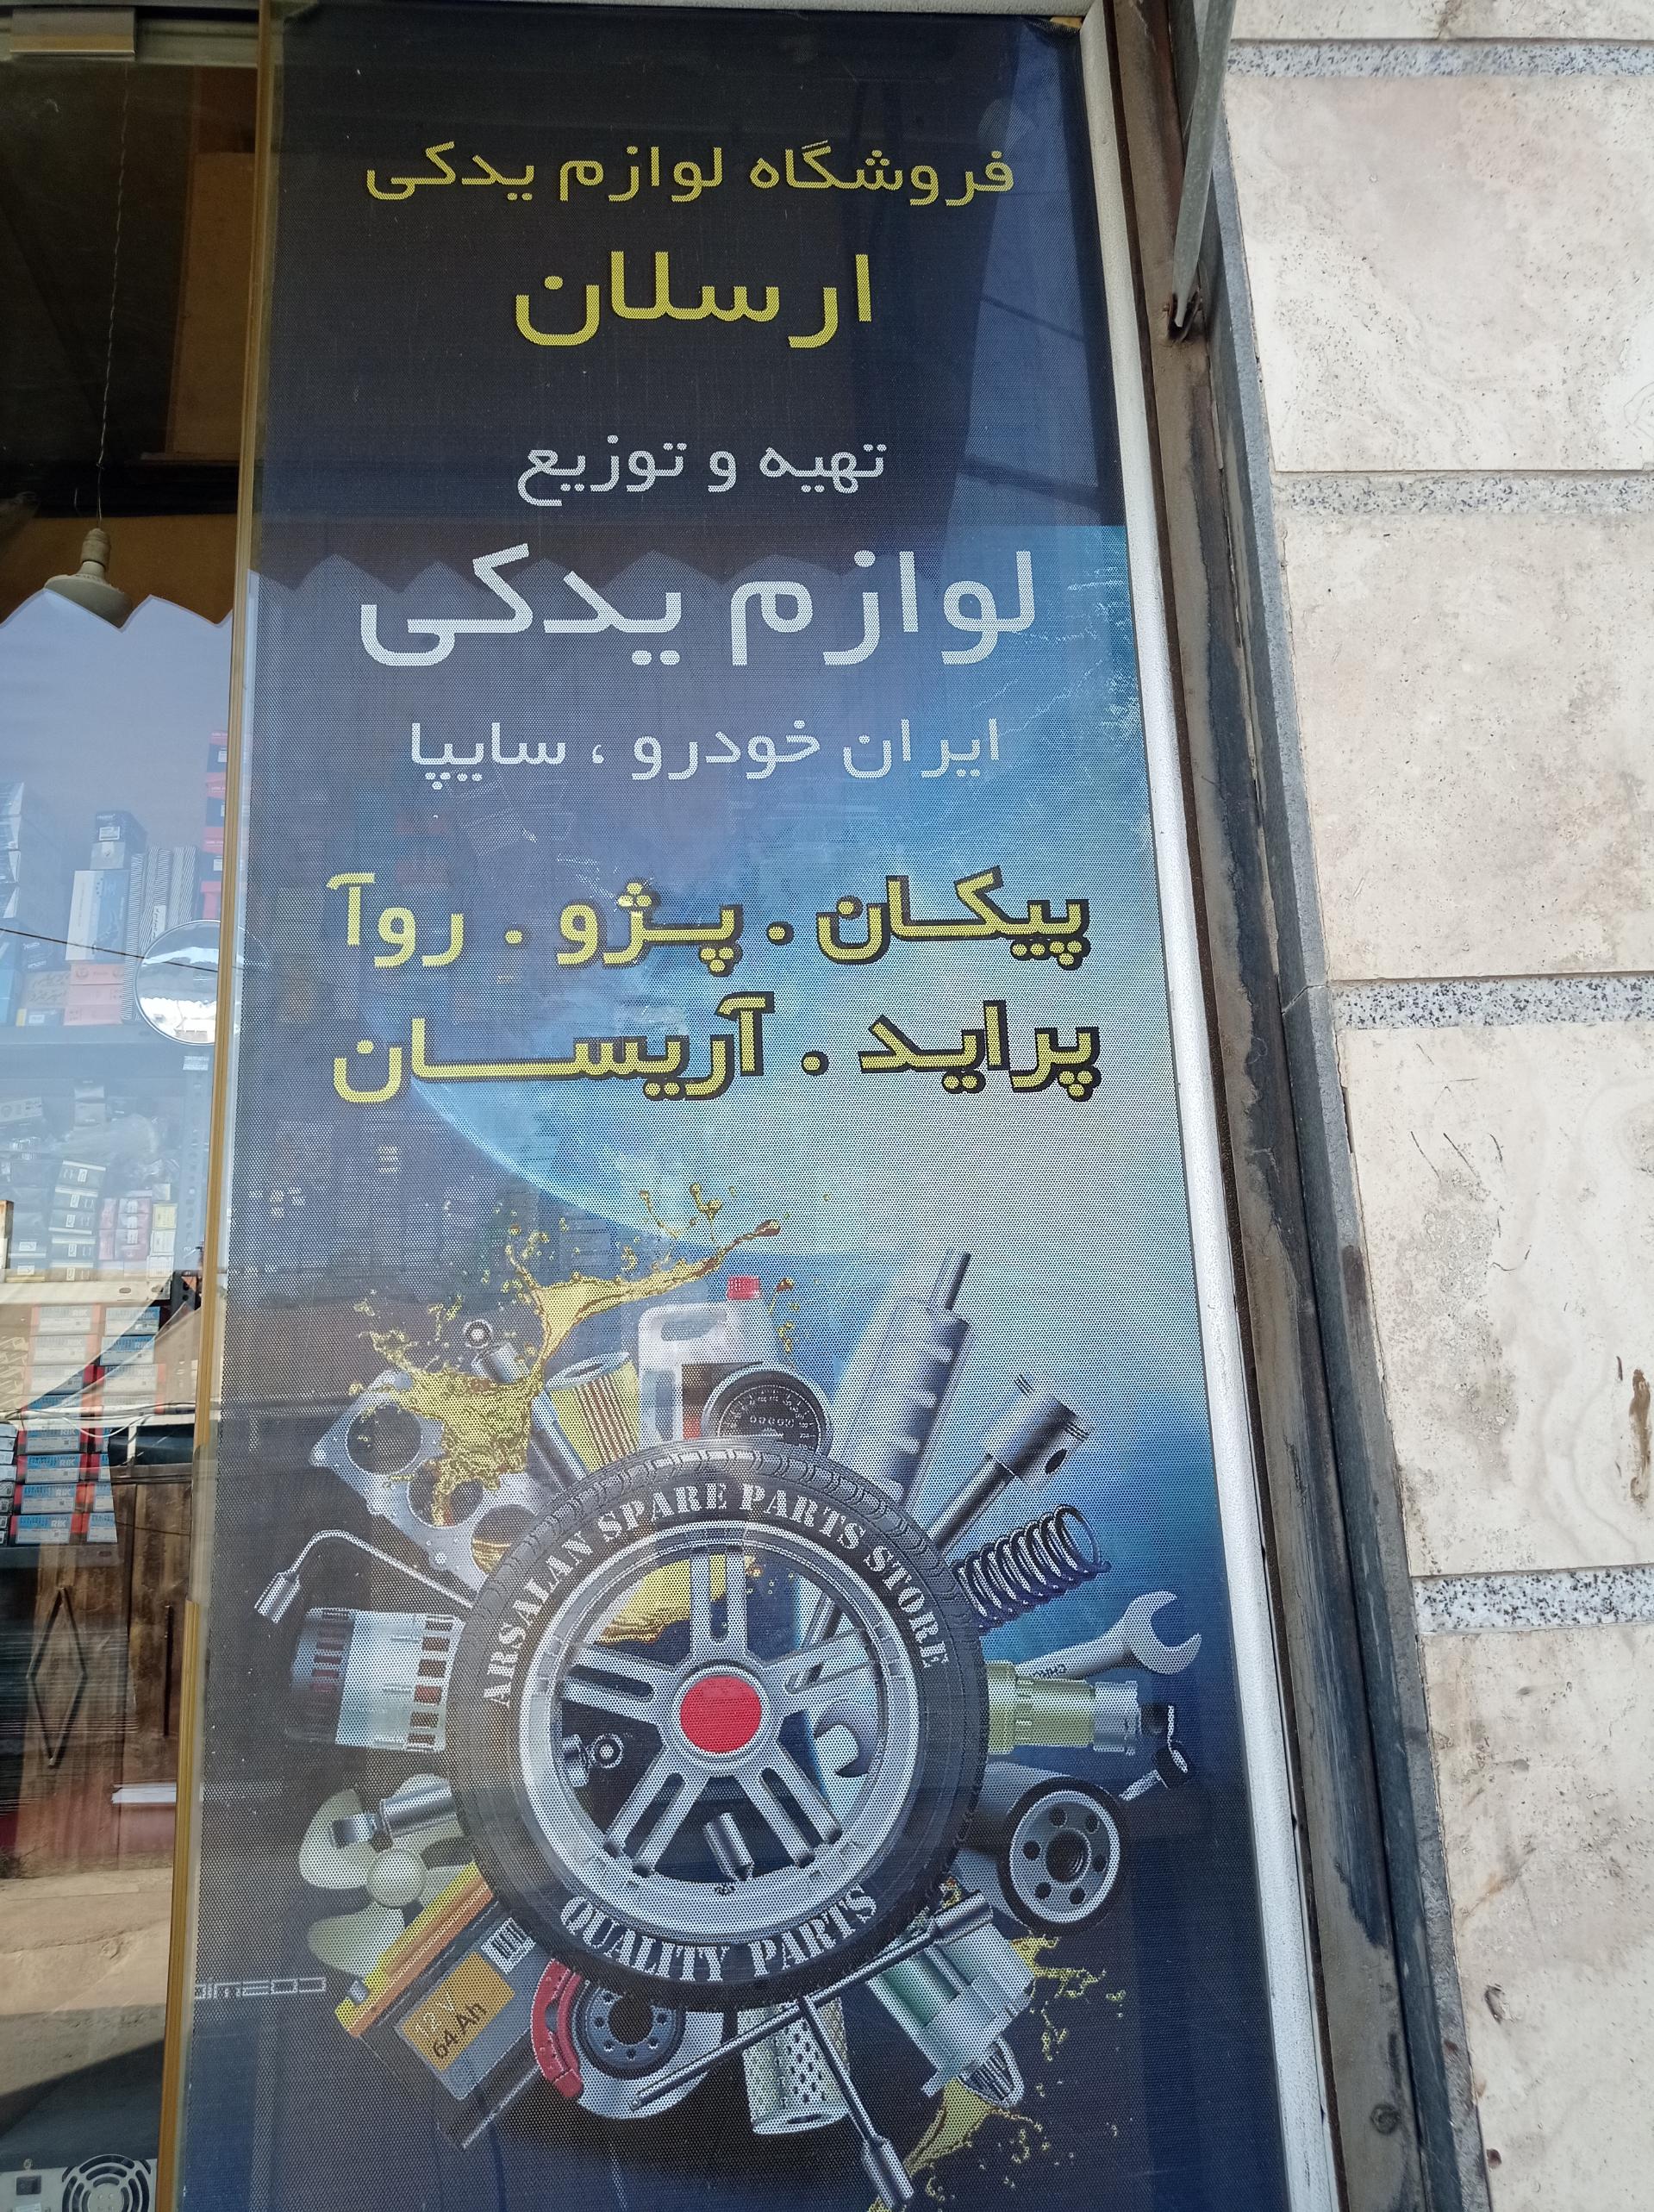 فروشگاه لوازم یدکی
ارسلان
تهیه و توزیع
لوازم یدکی
ایران خودرو ، سایپا
پیکان . پژو . روآ
پراید . آریسان
ARSALAN SPARE PARTS STORE
QUALITY PARTS
12V
64 Ah